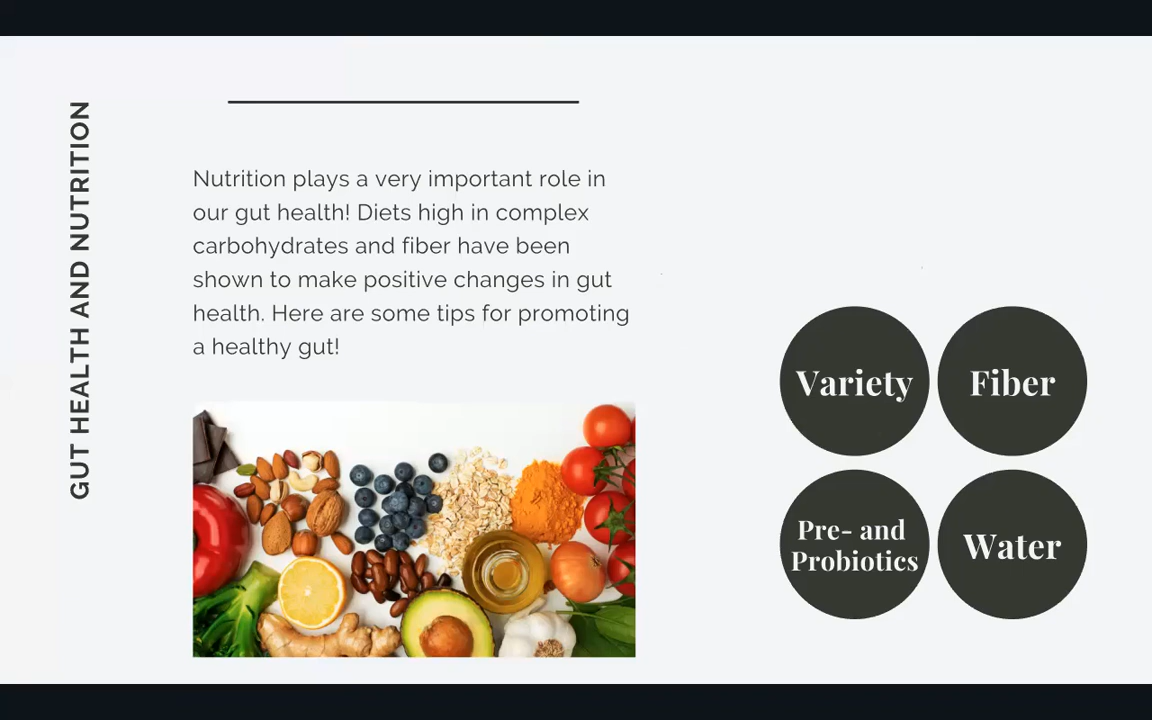 GUT HEALTH AND NUTRITION
Nutrition plays a very important role in
our gut health! Diets high in complex
carbohydrates and fiber have been
shown to make positive changes in gut
health. Here are some tips for promoting
a healthy gut!
Variety
Fiber
Pre- and
Probiotics
Water